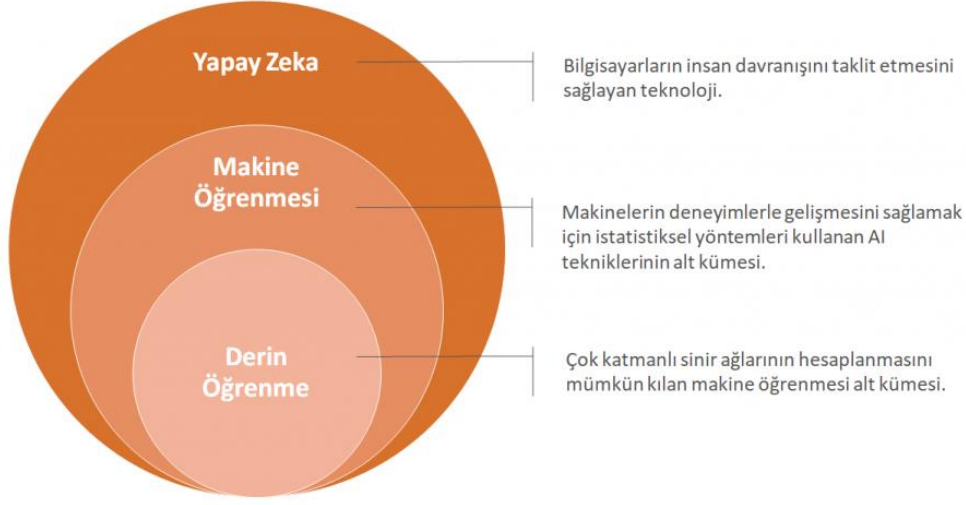 Yapay Zeka
Bilgisayarların insan davranışını taklit etmesini
sağlayan teknoloji.
Makine
Öğrenmesi
Makinelerin deneyimlerle gelişmesini sağlamak
için istatistiksel yöntemleri kullanan AI
tekniklerinin alt kümesi.
Derin
Öğrenme
Çok katmanlı sinir ağlarının hesaplanmasını
mümkün kılan makine öğrenmesi alt kümesi.